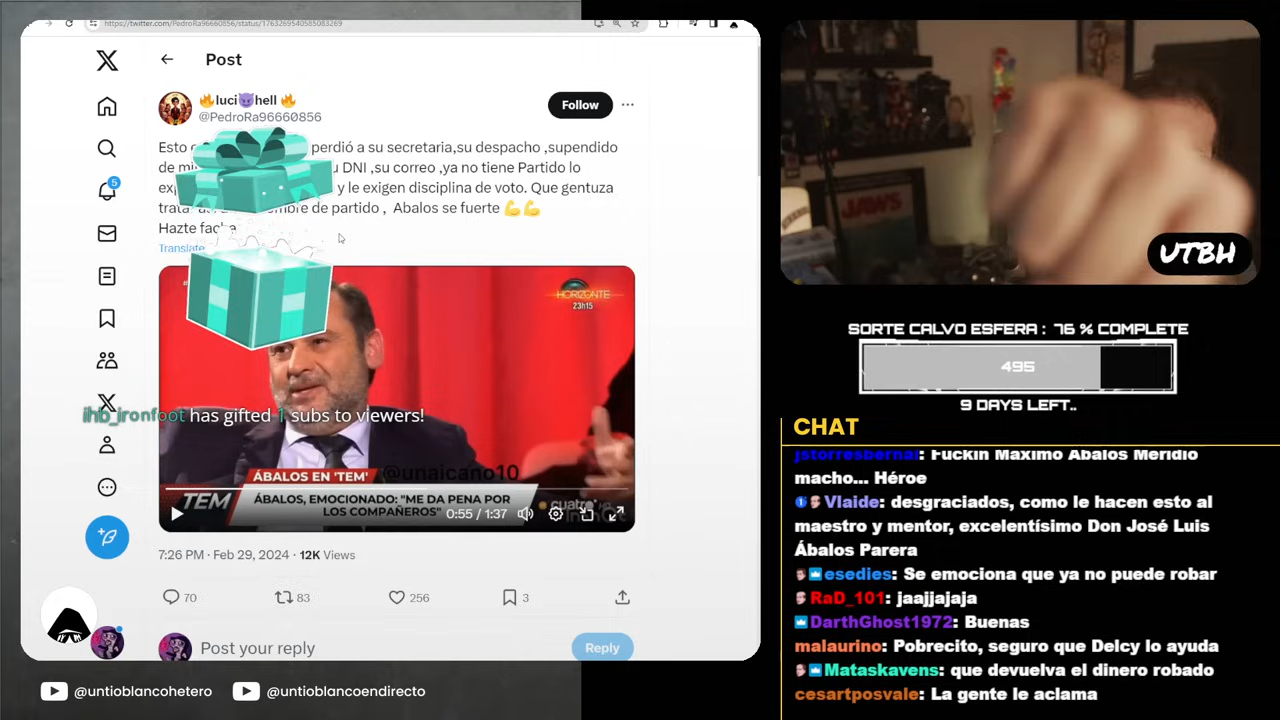 https://twitter.com/PedroRa96660856/status/1763269540585083269
Post
🔥luci😈hell 🔥
@PedroRa96660856
Follow
Esto perdió a su secretaria,su despacho ,supendido
de DNI ,su correo ,ya no tiene Partido lo
y le exigen disciplina de voto. Que gentuza
de partido , Abalos se fuerte 💪💪
Hazte facha
Translate
5
HORIZONTE
23h15
ihb_ironfoot has gifted 1 subs to viewers!
@unaicano10
ÁBALOS EN 'TEM'
TEM
ÁBALOS, EMOCIONADO: "ME DA PENA POR
LOS COMPAÑEROS"
cuatro
0:55 / 1:37
7:26 PM · Feb 29, 2024 · 12K Views
70
83
256
3
Post your reply
Reply
@untioblancohetero
@untioblancoendirecto
JAWS
UTBH
SORTE CALVO ESFERA : 76 % COMPLETE
495
9 DAYS LEFT..
CHAT
jstorresbernal: Fuckin Maximo Abalos Meridio
macho... Héroe
Vlaide: desgraciados, como le hacen esto al
maestro y mentor, excelentísimo Don José Luis
Ábalos Parera
esedies: Se emociona que ya no puede robar
RaD_101: jaajjajaja
DarthGhost1972: Buenas
malaurino: Pobrecito, seguro que Delcy lo ayuda
Mataskavens: que devuelva el dinero robado
cesartposvale: La gente le aclama